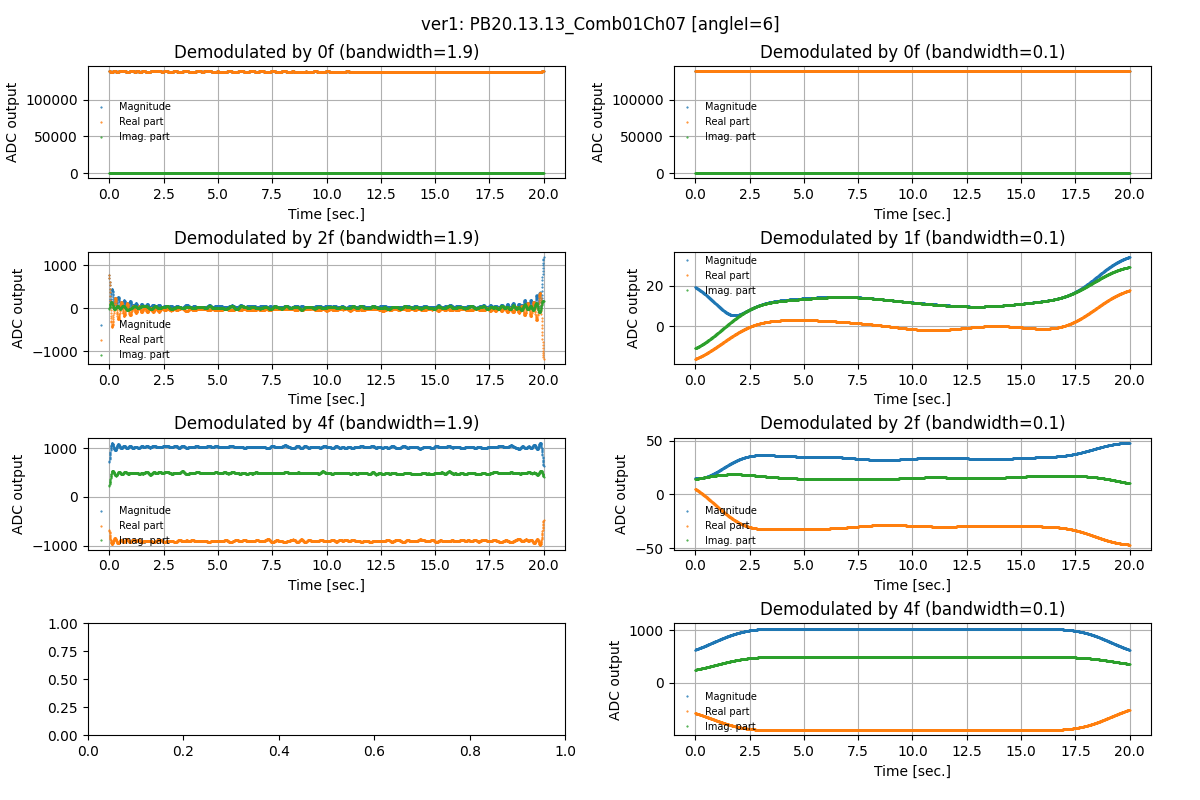 ver1: PB20.13.13_Comb01Ch07 [angleI=6]
Demodulated by 0f (bandwidth=1.9)
ADC output
100000
50000
0
Magnitude
Real part
Imag. part
0.0 2.5 5.0 7.5 10.0 12.5 15.0 17.5 20.0
Time [sec.]
Demodulated by 0f (bandwidth=0.1)
ADC output
100000
50000
0
Magnitude
Real part
Imag. part
0.0 2.5 5.0 7.5 10.0 12.5 15.0 17.5 20.0
Time [sec.]
Demodulated by 2f (bandwidth=1.9)
ADC output
1000
0
−1000
Magnitude
Real part
Imag. part
0.0 2.5 5.0 7.5 10.0 12.5 15.0 17.5 20.0
Time [sec.]
Demodulated by 1f (bandwidth=0.1)
ADC output
20
0
Magnitude
Real part
Imag. part
0.0 2.5 5.0 7.5 10.0 12.5 15.0 17.5 20.0
Time [sec.]
Demodulated by 4f (bandwidth=1.9)
ADC output
1000
0
−1000
Magnitude
Real part
Imag. part
0.0 2.5 5.0 7.5 10.0 12.5 15.0 17.5 20.0
Time [sec.]
Demodulated by 2f (bandwidth=0.1)
ADC output
50
0
−50
Magnitude
Real part
Imag. part
0.0 2.5 5.0 7.5 10.0 12.5 15.0 17.5 20.0
Time [sec.]
1.00
0.75
0.50
0.25
0.00
0.0 0.2 0.4 0.6 0.8 1.0
Demodulated by 4f (bandwidth=0.1)
ADC output
1000
0
Magnitude
Real part
Imag. part
0.0 2.5 5.0 7.5 10.0 12.5 15.0 17.5 20.0
Time [sec.]